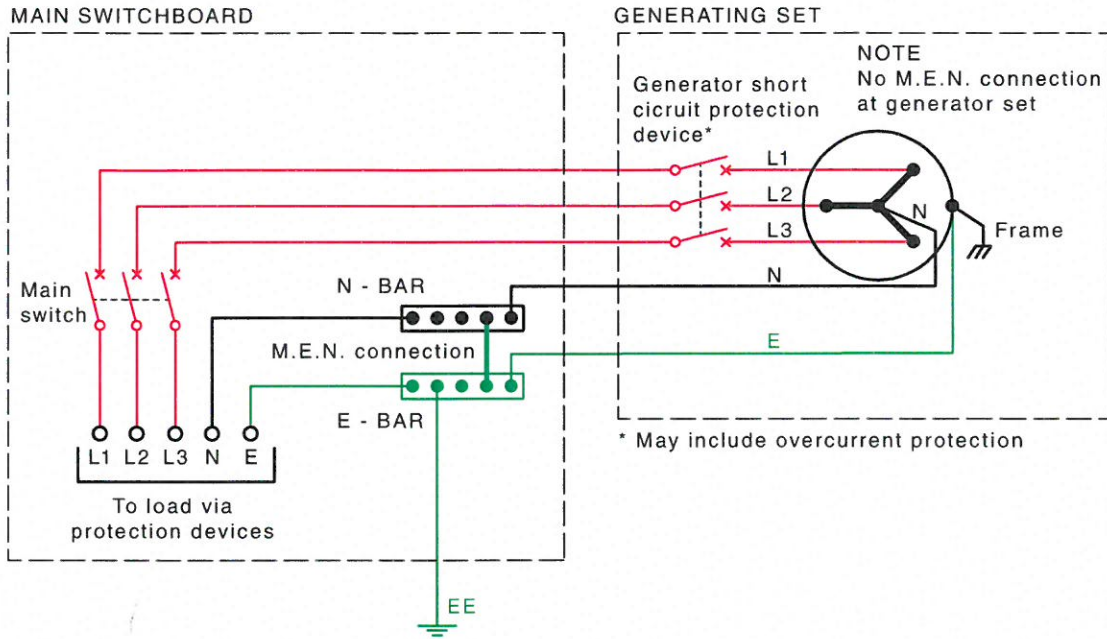 MAIN SWITCHBOARD
GENERATING SET
NOTE
No M.E.N. connection
at generator set
Generator short
cicruit protection
device*
L1
L2
L3
N
N
E
Frame
Main
switch
N - BAR
M.E.N. connection
E - BAR
L1 L2 L3 N E
To load via
protection devices
* May include overcurrent protection
EE